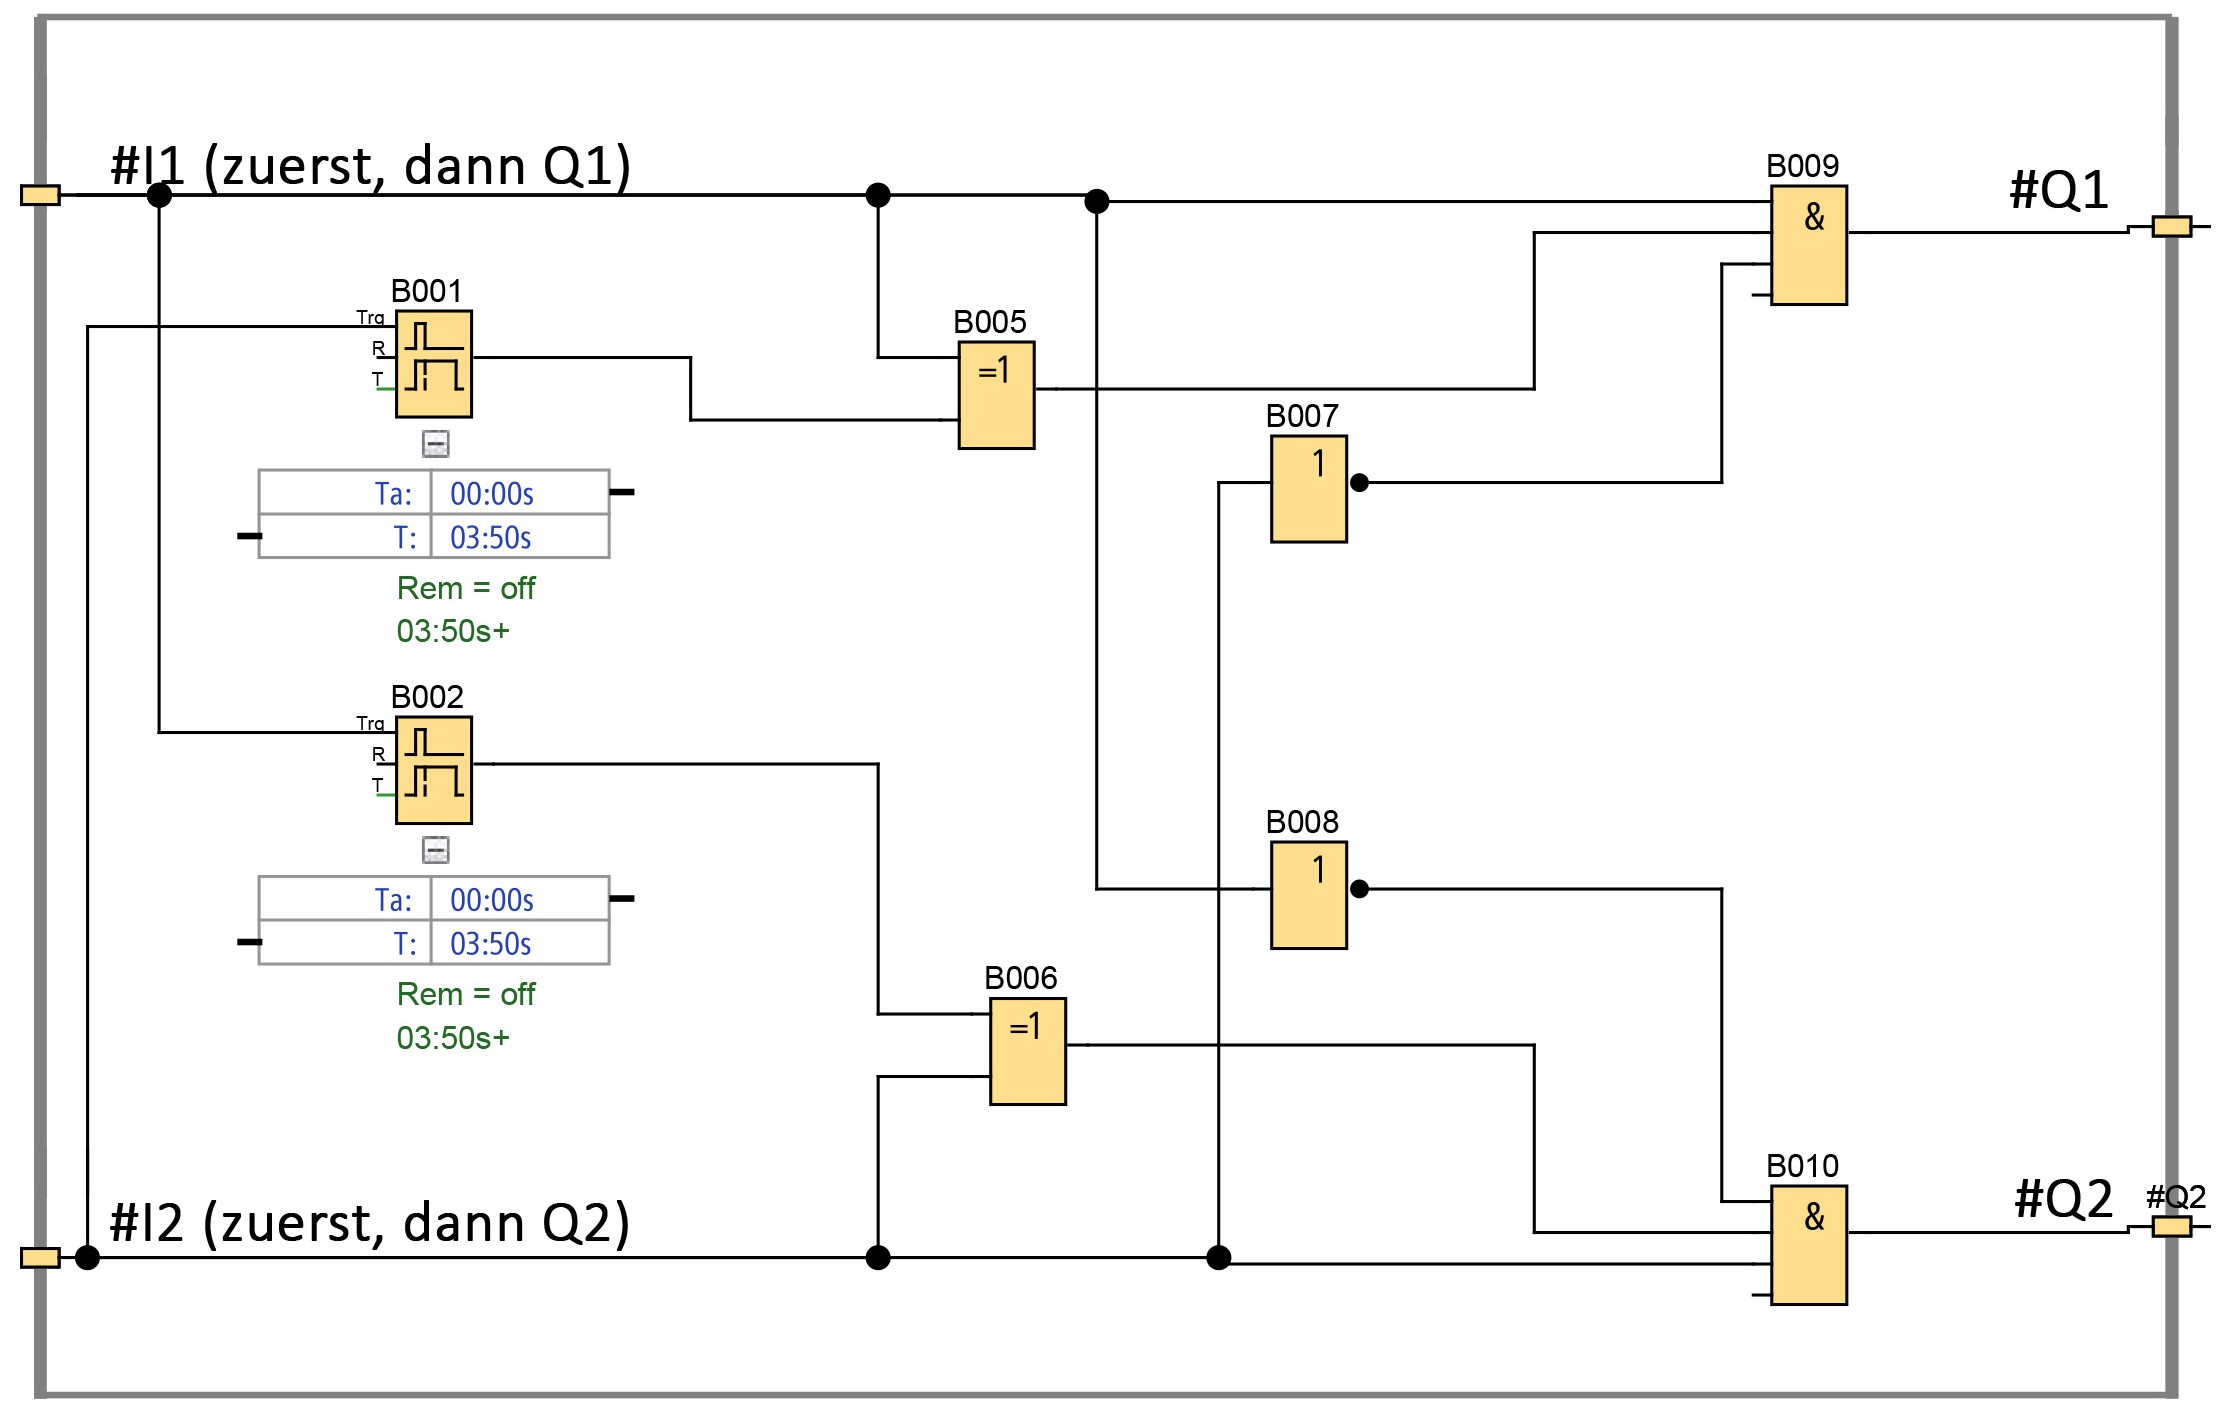 #I1 (zuerst, dann Q1)
B009
&
#Q1
B001
Trg
R
T
B005
=1
B007
1
Ta: 00:00s
T: 03:50s
Rem = off
03:50s+
B002
Trg
R
T
B008
1
Ta: 00:00s
T: 03:50s
Rem = off
03:50s+
B006
=1
B010
&
#Q2
#Q2
#I2 (zuerst, dann Q2)